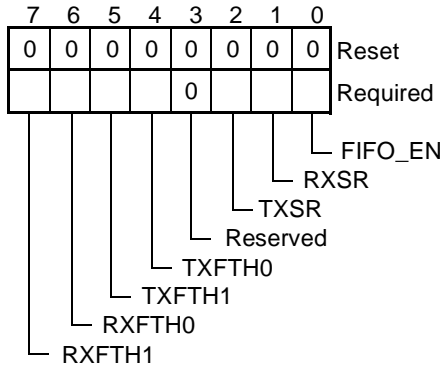 7 6 5 4 3 2 1 0
0 0 0 0 0 0 0 0 Reset
0 Required
FIFO_EN
RXSR
TXSR
Reserved
TXFTH0
TXFTH1
RXFTH0
RXFTH1